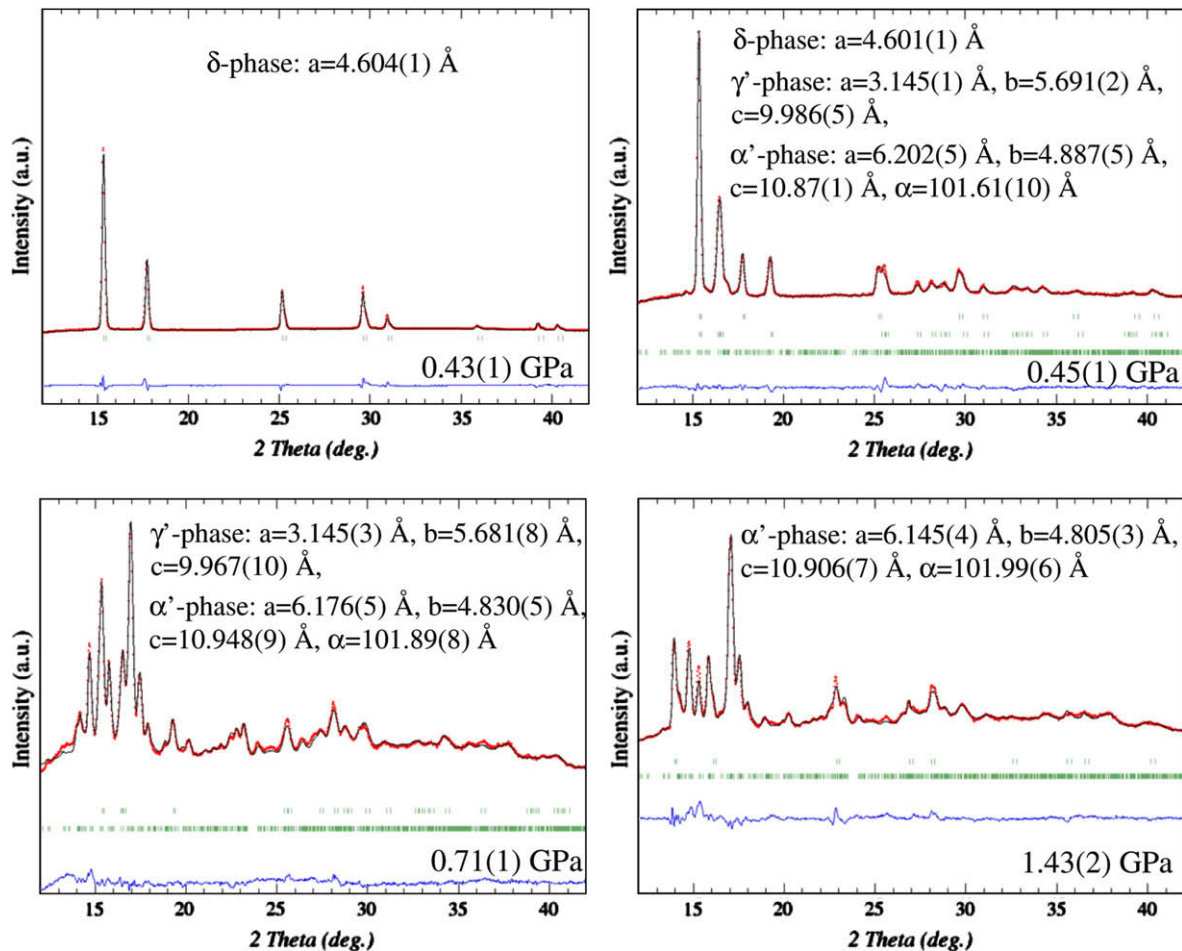 δ-phase: a=4.604(1) Å
Intensity (a.u.)
0.43(1) GPa
15 20 25 30 35 40
2 Theta (deg.)
δ-phase: a=4.601(1) Å
γ'-phase: a=3.145(1) Å, b=5.691(2) Å,
c=9.986(5) Å,
α'-phase: a=6.202(5) Å, b=4.887(5) Å,
c=10.87(1) Å, α=101.61(10) Å
Intensity (a.u.)
0.45(1) GPa
15 20 25 30 35 40
2 Theta (deg.)
γ'-phase: a=3.145(3) Å, b=5.681(8) Å,
c=9.967(10) Å,
α'-phase: a=6.176(5) Å, b=4.830(5) Å,
c=10.948(9) Å, α=101.89(8) Å
Intensity (a.u.)
0.71(1) GPa
15 20 25 30 35 40
2 Theta (deg.)
α'-phase: a=6.145(4) Å, b=4.805(3) Å,
c=10.906(7) Å, α=101.99(6) Å
Intensity (a.u.)
1.43(2) GPa
15 20 25 30 35 40
2 Theta (deg.)